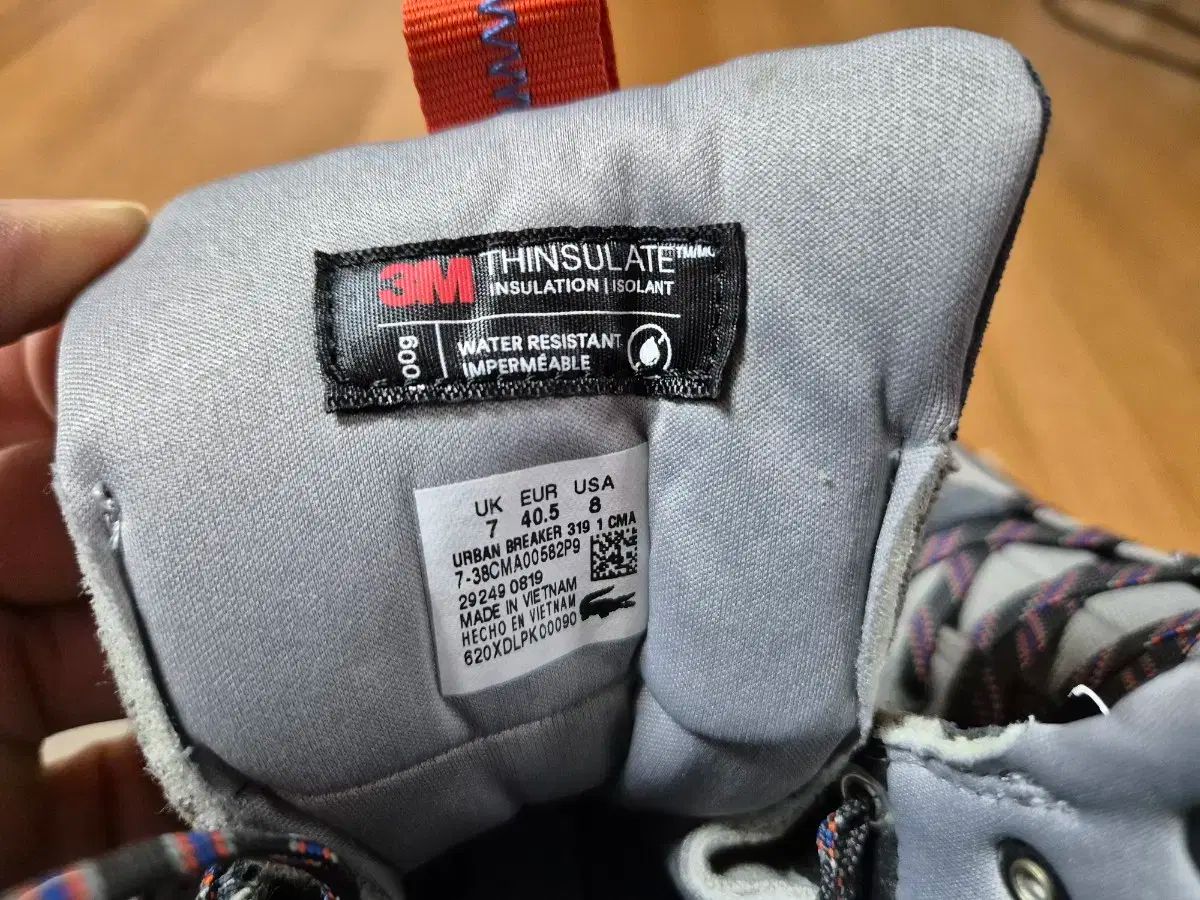 3M THINSULATE™/MC
INSULATION | ISOLANT
00g
WATER RESISTANT
IMPERMÉABLE
UK EUR USA
7 40.5 8
URBAN BREAKER 319 1 CMA
7-38CMA00582P9
29249 0819
MADE IN VIETNAM
HECHO EN VIETNAM
620XDLPK00090